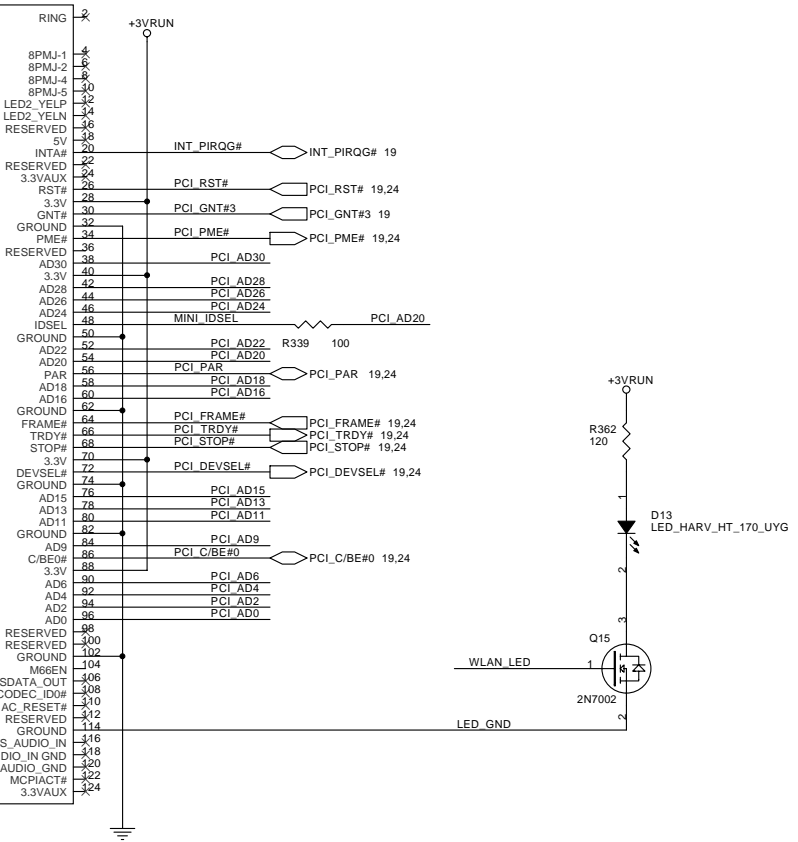 RING 2
+3VRUN
8PMJ-1 4
8PMJ-2 6
8PMJ-4 8
8PMJ-5 10
LED2_YELP 12
LED2_YELN 14
RESERVED 16
5V 18
INTA# 20 INT_PIRQG# INT_PIRQG# 19
RESERVED 22
3.3VAUX 24
RST# 26 PCI_RST# PCI_RST# 19,24
3.3V 28
GNT# 30 PCI_GNT#3 PCI_GNT#3 19
GROUND 32
PME# 34 PCI_PME# PCI_PME# 19,24
RESERVED 36
AD30 38 PCI_AD30
3.3V 40
AD28 42 PCI_AD28
AD26 44 PCI_AD26
AD24 46 PCI_AD24
IDSEL 48 MINI_IDSEL PCI_AD20
R339 100
GROUND 50
AD22 52 PCI_AD22
AD20 54 PCI_AD20
PAR 56 PCI_PAR PCI_PAR 19,24
AD18 58 PCI_AD18
AD16 60 PCI_AD16
GROUND 62
FRAME# 64 PCI_FRAME# PCI_FRAME# 19,24
TRDY# 66 PCI_TRDY# PCI_TRDY# 19,24
STOP# 68 PCI_STOP# PCI_STOP# 19,24
3.3V 70
DEVSEL# 72 PCI_DEVSEL# PCI_DEVSEL# 19,24
GROUND 74
AD15 76 PCI_AD15
AD13 78 PCI_AD13
AD11 80 PCI_AD11
GROUND 82
AD9 84 PCI_AD9
C/BE0# 86 PCI_C/BE#0 PCI_C/BE#0 19,24
3.3V 88
AD6 90 PCI_AD6
AD4 92 PCI_AD4
AD2 94 PCI_AD2
AD0 96 PCI_AD0
RESERVED 98
RESERVED 100
GROUND 102
M66EN 104
SDATA_OUT 106
CODEC_ID0# 108
AC_RESET# 110
RESERVED 112
GROUND 114 LED_GND
S_AUDIO_IN 116
DIO_IN GND 118
AUDIO_GND 120
MCPIACT# 122
3.3VAUX 124
+3VRUN
R362
120
1
D13
LED_HARV_HT_170_UYG
2
3
Q15
WLAN_LED 1
2N7002
2